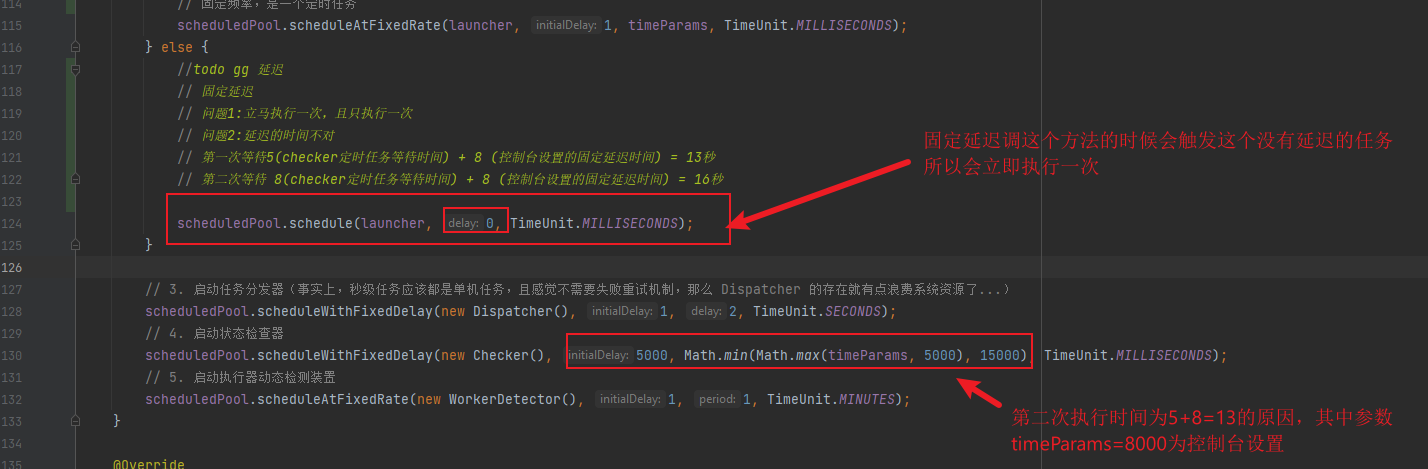 114 // 固定频率，是一个定时任务
115 scheduledPool.scheduleAtFixedRate(launcher, initialDelay: 1, timeParams, TimeUnit.MILLISECONDS);
116 } else {
117 //todo gg 延迟
118 // 固定延迟
119 // 问题1:立马执行一次，且只执行一次
120 // 问题2:延迟的时间不对
121 // 第一次等待5(checker定时任务等待时间) + 8 (控制台设置的固定延迟时间) = 13秒
122 // 第二次等待 8(checker定时任务等待时间) + 8 (控制台设置的固定延迟时间) = 16秒
123
124 scheduledPool.schedule(launcher, delay: 0, TimeUnit.MILLISECONDS);
125 }
126
127 // 3. 启动任务分发器（事实上，秒级任务应该都是单机任务，且感觉不需要失败重试机制，那么 Dispatcher 的存在就有点浪费系统资源了...）
128 scheduledPool.scheduleWithFixedDelay(new Dispatcher(), initialDelay: 1, delay: 2, TimeUnit.SECONDS);
129 // 4. 启动状态检查器
130 scheduledPool.scheduleWithFixedDelay(new Checker(), initialDelay: 5000, Math.min(Math.max(timeParams, 5000), 15000), TimeUnit.MILLISECONDS);
131 // 5. 启动执行器动态检测装置
132 scheduledPool.scheduleAtFixedRate(new WorkerDetector(), initialDelay: 1, period: 1, TimeUnit.MINUTES);
133 }
134
135 @Override
固定延迟调这个方法的时候会触发这个没有延迟的任务
所以会立即执行一次
第二次执行时间为5+8=13的原因，其中参数
timeParams=8000为控制台设置